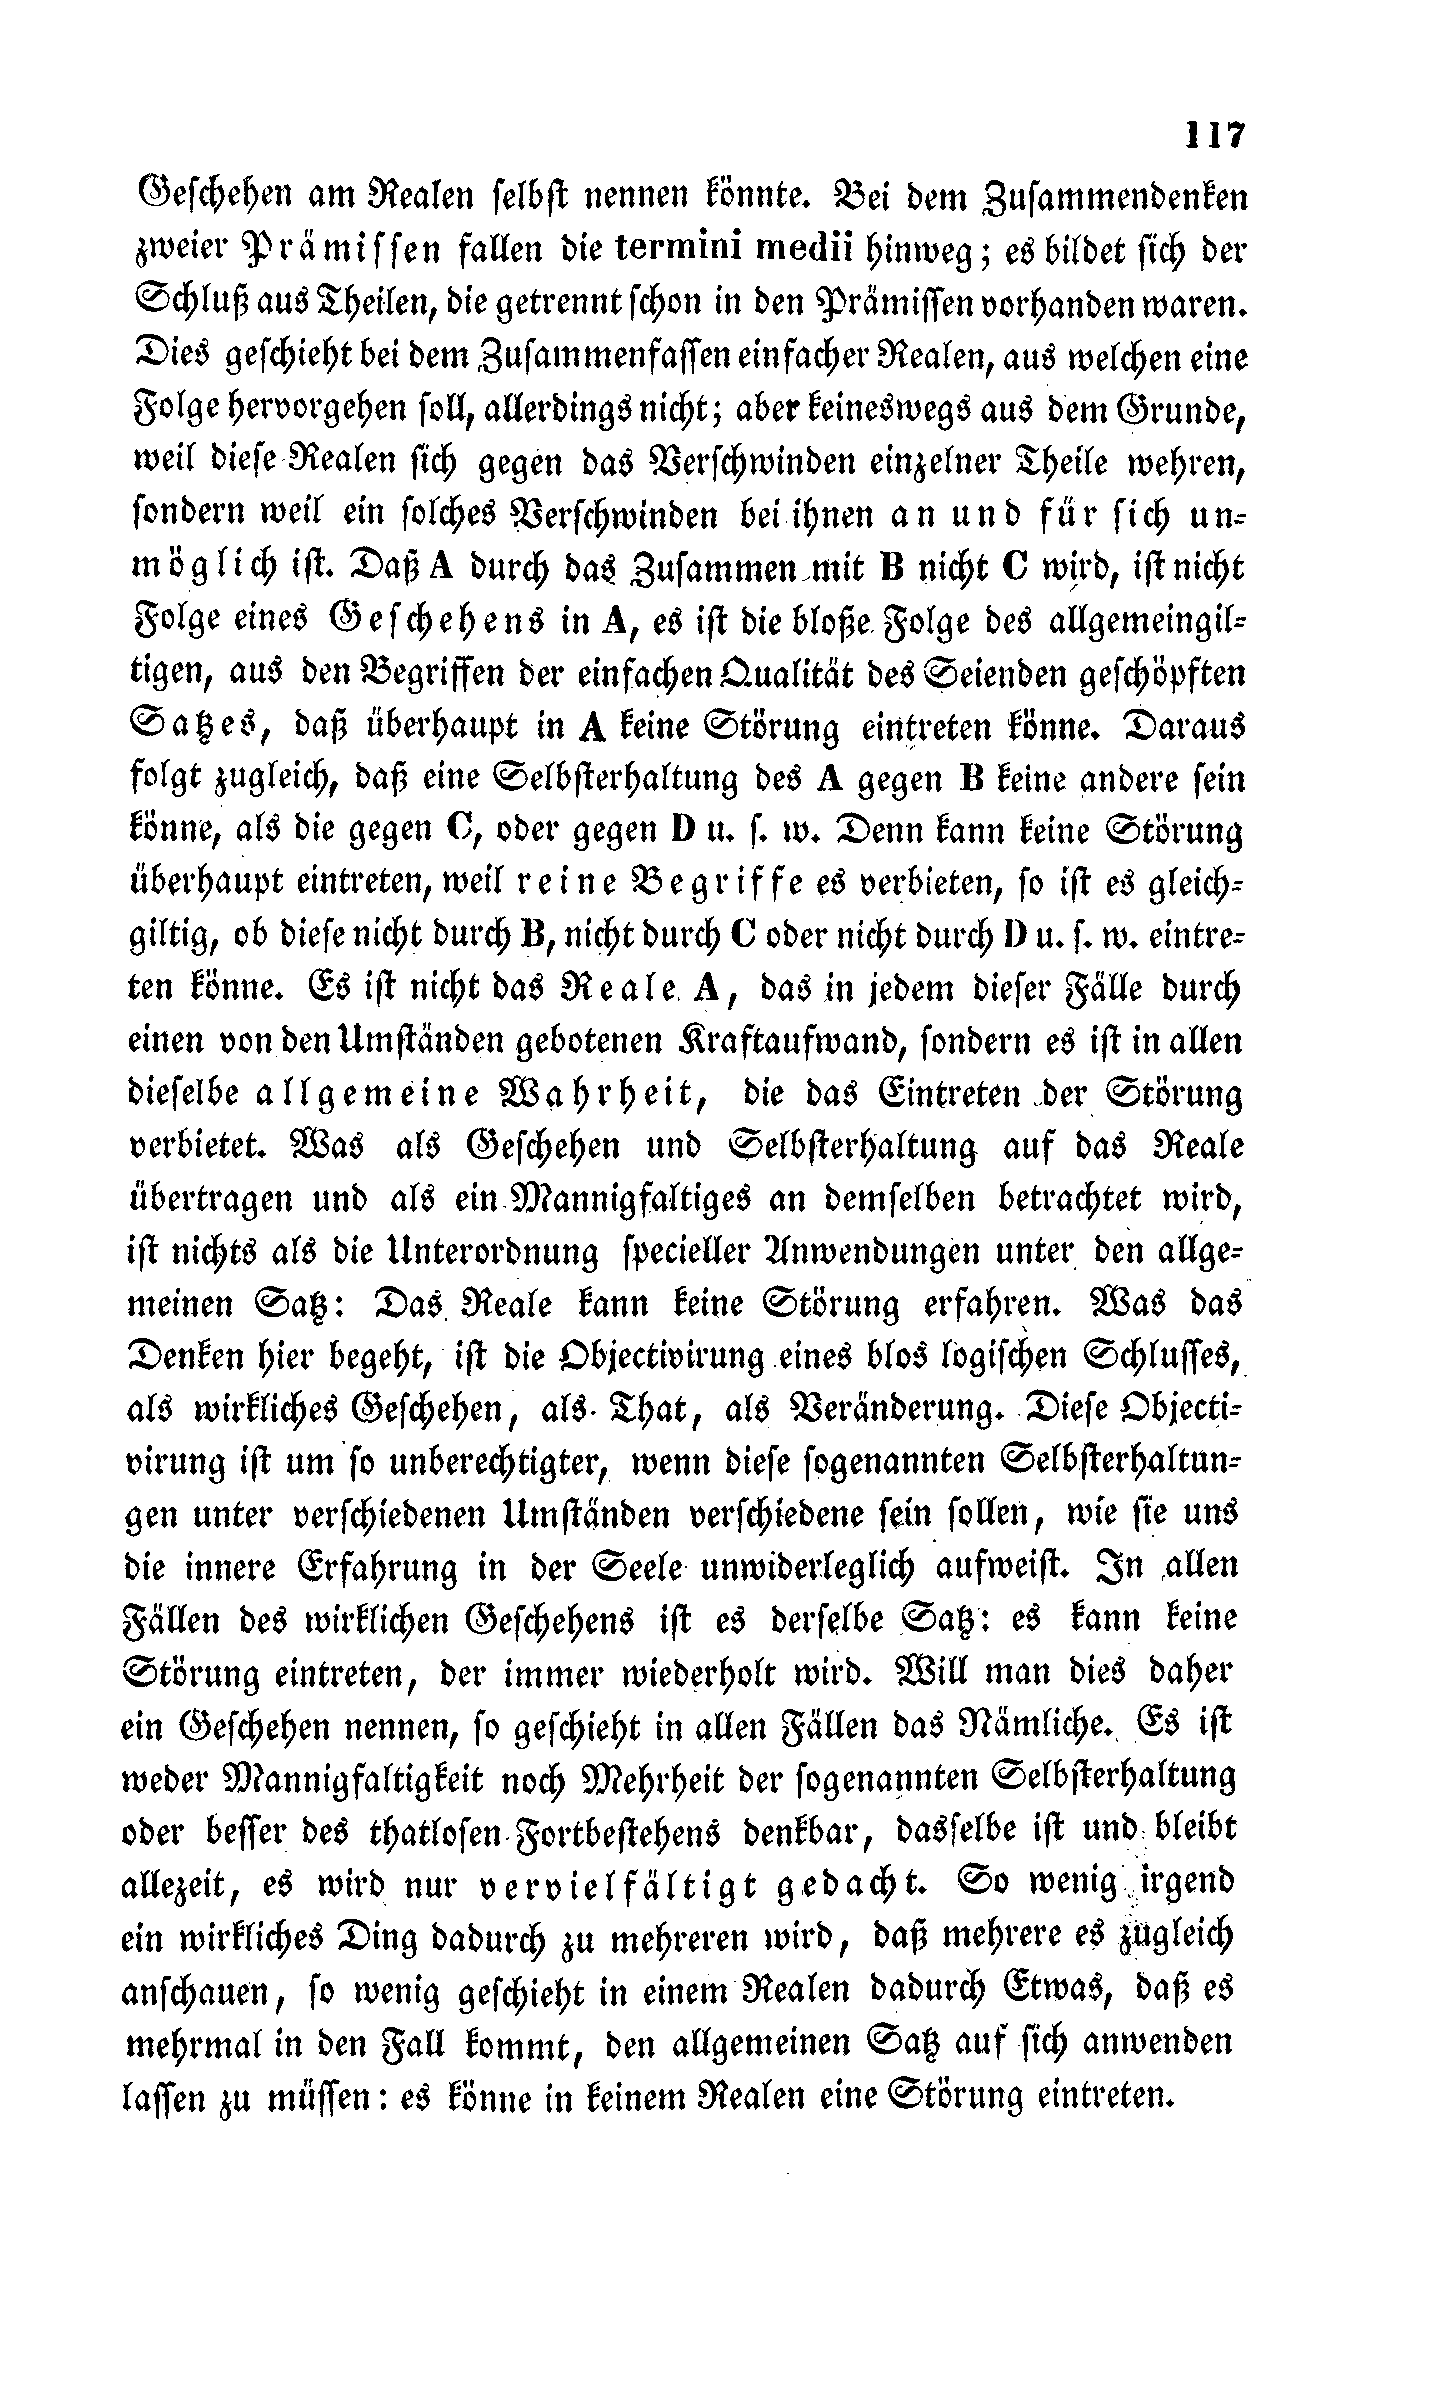 117
Geschehen am Realen selbst nennen könnte. Bei dem Zusammendenken
zweier Prämissen fallen die termini medii hinweg; es bildet sich der
Schluß aus Theilen, die getrennt schon in den Prämissen vorhanden waren.
Dies geschieht bei dem Zusammenfassen einfacher Realen, aus welchen eine
Folge hervorgehen soll, allerdings nicht; aber keineswegs aus dem Grunde,
weil diese Realen sich gegen das Verschwinden einzelner Theile wehren,
sondern weil ein solches Verschwinden bei ihnen an und für sich un-
möglich ist. Daß A durch das Zusammen mit B nicht C wird, ist nicht
Folge eines Geschehens in A, es ist die bloße Folge des allgemeingil-
tigen, aus den Begriffen der einfachen Qualität des Seienden geschöpften
Satzes, daß überhaupt in A keine Störung eintreten könne. Daraus
folgt zugleich, daß eine Selbsterhaltung des A gegen B keine andere sein
könne, als die gegen C, oder gegen D u. s. w. Denn kann keine Störung
überhaupt eintreten, weil reine Begriffe es verbieten, so ist es gleich-
giltig, ob diese nicht durch B, nicht durch C oder nicht durch D u. s. w. eintre-
ten könne. Es ist nicht das Reale A, das in jedem dieser Fälle durch
einen von den Umständen gebotenen Kraftaufwand, sondern es ist in allen
dieselbe allgemeine Wahrheit, die das Eintreten der Störung
verbietet. Was als Geschehen und Selbsterhaltung auf das Reale
übertragen und als ein Mannigfaltiges an demselben betrachtet wird,
ist nichts als die Unterordnung specieller Anwendungen unter den allge-
meinen Satz: Das Reale kann keine Störung erfahren. Was das
Denken hier begeht, ist die Objectivirung eines blos logischen Schlusses,
als wirkliches Geschehen, als That, als Veränderung. Diese Objecti-
virung ist um so unberechtigter, wenn diese sogenannten Selbsterhaltun-
gen unter verschiedenen Umständen verschiedene sein sollen, wie sie uns
die innere Erfahrung in der Seele unwiderleglich aufweist. In allen
Fällen des wirklichen Geschehens ist es derselbe Satz: es kann keine
Störung eintreten, der immer wiederholt wird. Will man dies daher
ein Geschehen nennen, so geschieht in allen Fällen das Nämliche. Es ist
weder Mannigfaltigkeit noch Mehrheit der sogenannten Selbsterhaltung
oder besser des thatlosen Fortbestehens denkbar, dasselbe ist und bleibt
allezeit, es wird nur vervielfältigt gedacht. So wenig irgend
ein wirkliches Ding dadurch zu mehreren wird, daß mehrere es zugleich
anschauen, so wenig geschieht in einem Realen dadurch Etwas, daß es
mehrmal in den Fall kommt, den allgemeinen Satz auf sich anwenden
lassen zu müssen: es könne in keinem Realen eine Störung eintreten.